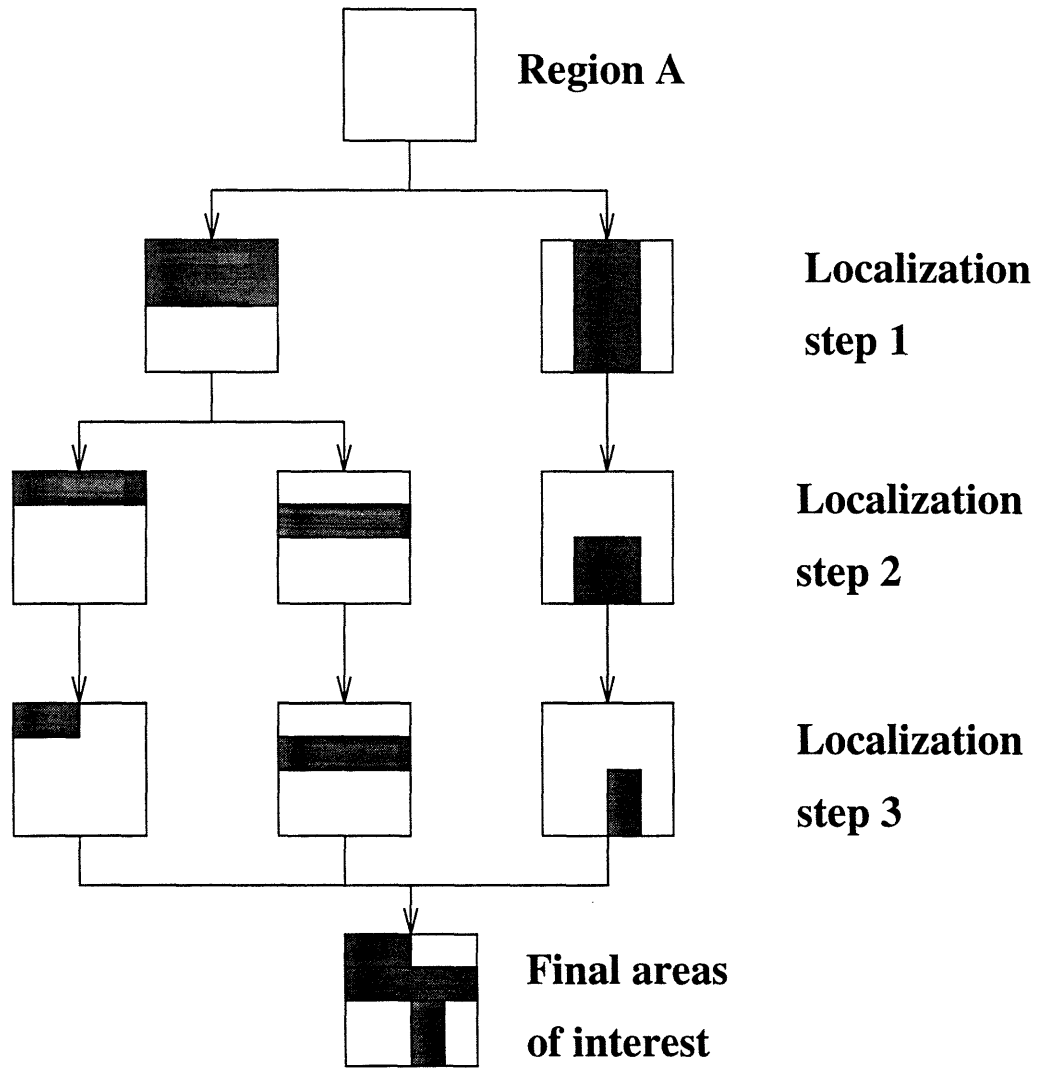 Region A
Localization
step 1
Localization
step 2
Localization
step 3
Final areas
of interest